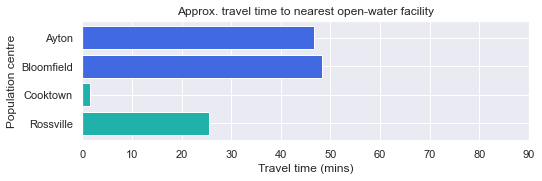 Approx. travel time to nearest open-water facility
Population centre
Ayton
Bloomfield
Cooktown
Rossville
0 10 20 30 40 50 60 70 80 90
Travel time (mins)